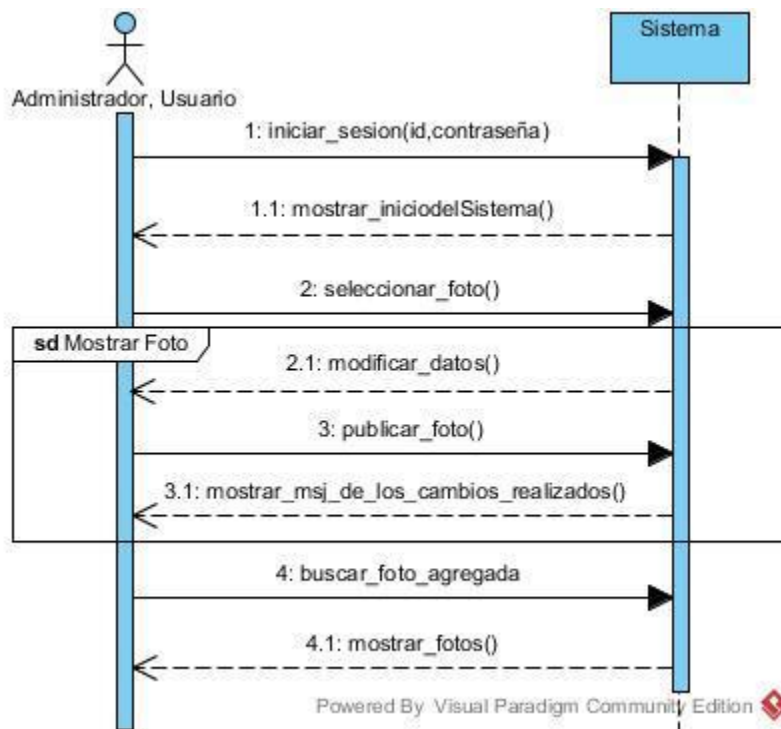 Sistema
Administrador, Usuario
1: iniciar_sesion(id,contraseña)
1.1: mostrar_iniciodelSistema()
2: seleccionar_foto()
sd Mostrar Foto
2.1: modificar_datos()
3: publicar_foto()
3.1: mostrar_msj_de_los_cambios_realizados()
4: buscar_foto_agregada
4.1: mostrar_fotos()
Powered By Visual Paradigm Community Edition